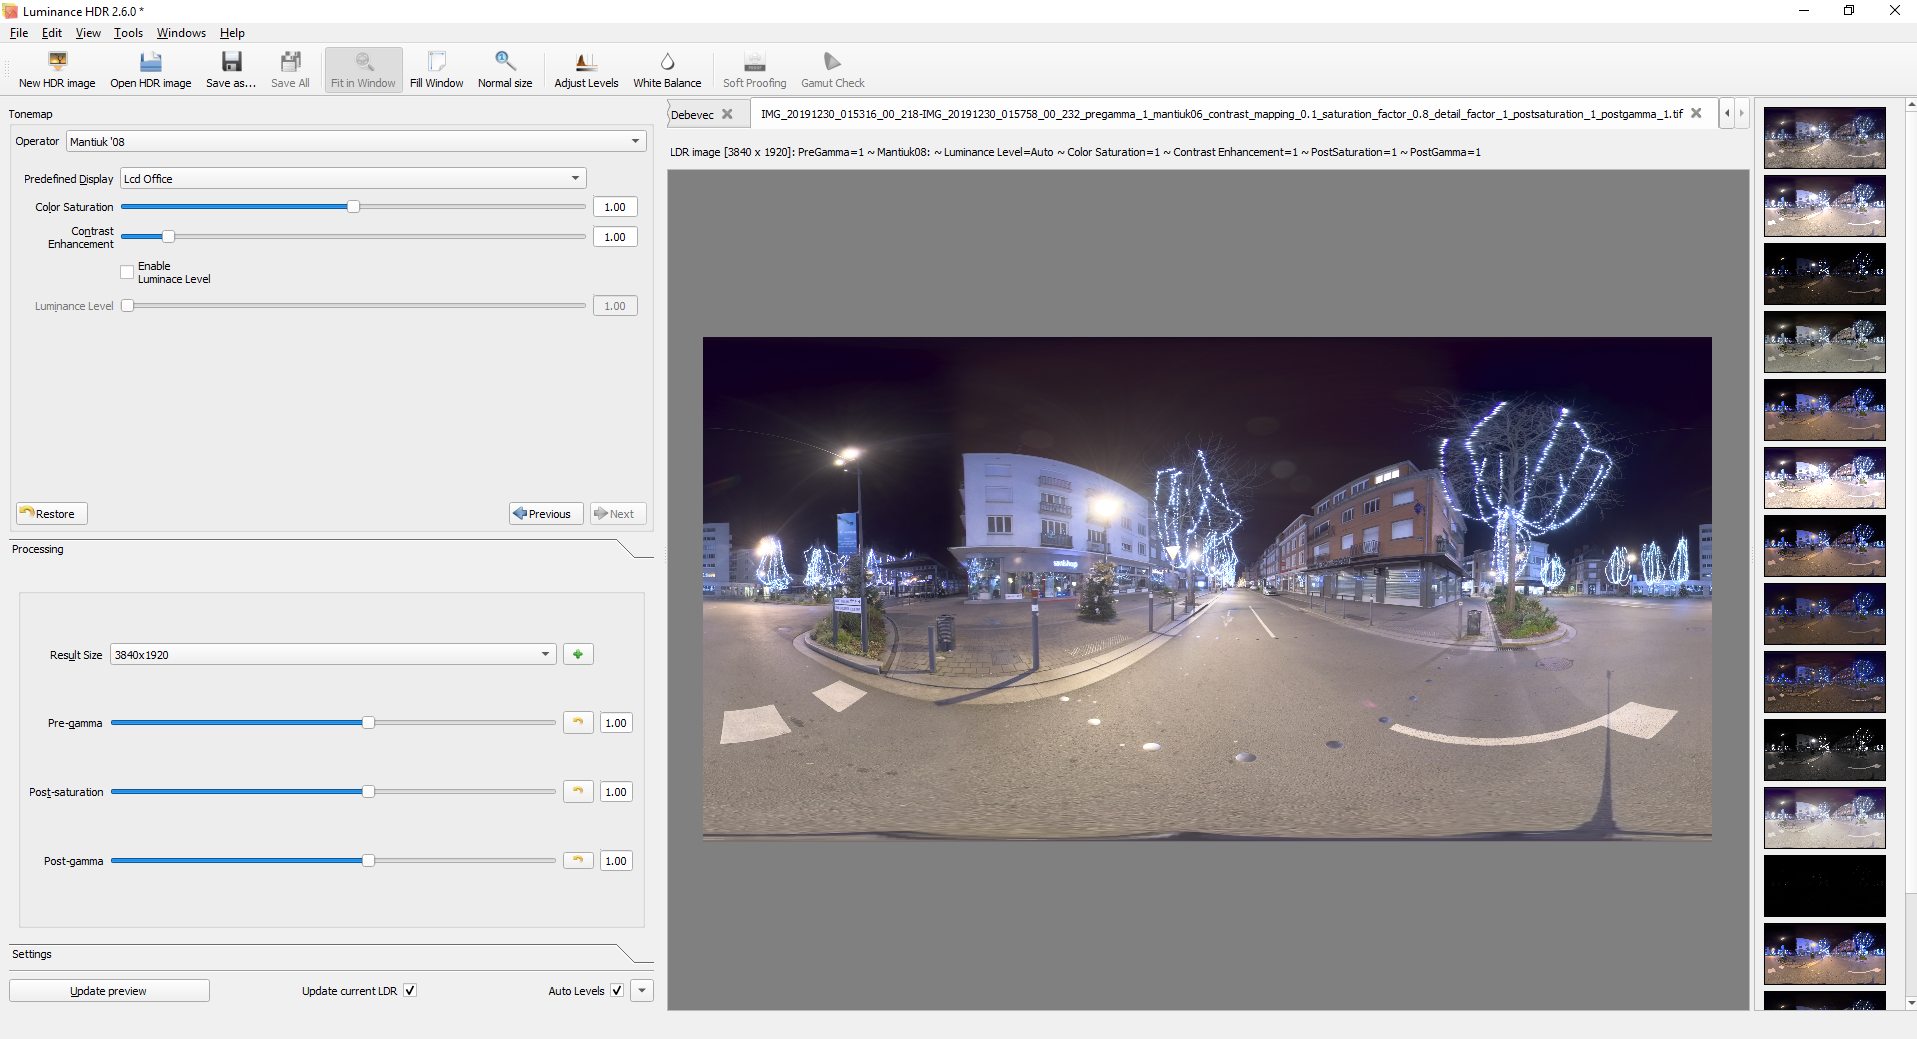 Luminance HDR 2.6.0 *
File Edit View Tools Windows Help
New HDR image Open HDR image Save as... Save All Fit in Window Fill Window Normal size Adjust Levels White Balance Soft Proofing Gamut Check
Tonemap
Operator Mantiuk '08
Predefined Display Lcd Office
Color Saturation 1.00
Contrast
Enhancement 1.00
Enable
Luminace Level
Luminance Level 1.00
Restore Previous Next
Processing
Result Size 3840x1920
Pre-gamma 1.00
Post-saturation 1.00
Post-gamma 1.00
Settings
Update preview Update current LDR Auto Levels
Debevec IMG_20191230_015316_00_218-IMG_20191230_015758_00_232_pregamma_1_mantiuk06_contrast_mapping_0.1_saturation_factor_0.8_detail_factor_1_postsaturation_1_postgamma_1.tif
LDR image [3840 x 1920]: PreGamma=1 ~ Mantiuk08: ~ Luminance Level=Auto ~ Color Saturation=1 ~ Contrast Enhancement=1 ~ PostSaturation=1 ~ PostGamma=1